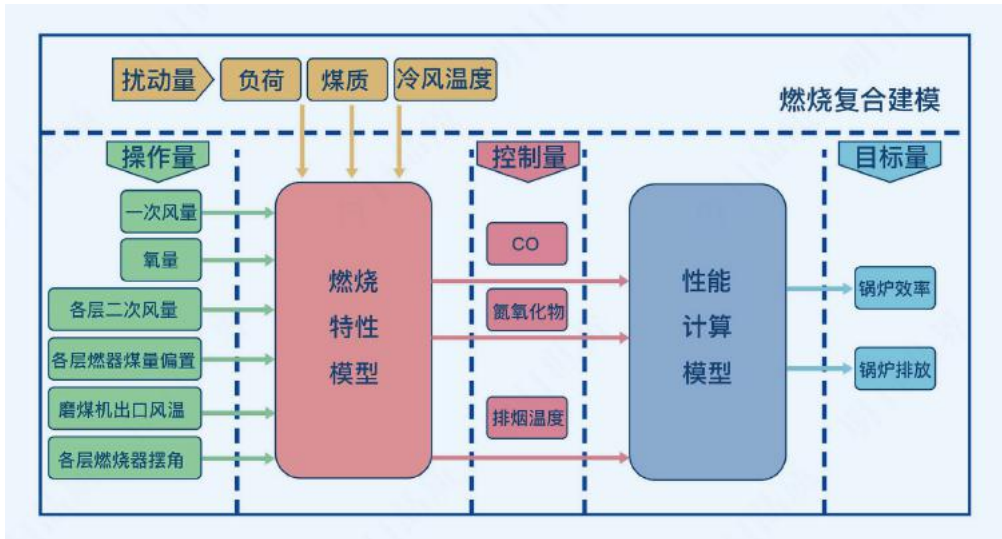 扰动量
负荷
煤质
冷风温度
燃烧复合建模
操作量
控制量
目标量
一次风量
氧量
各层二次风量
各层燃器煤量偏置
磨煤机出口风温
各层燃烧器摆角
燃烧
特性
模型
CO
氮氧化物
排烟温度
性能
计算
模型
锅炉效率
锅炉排放